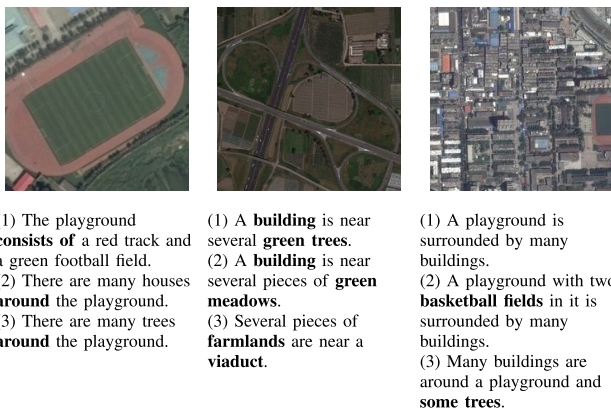 (1) The playground
consists of a red track and
a green football field.
(2) There are many houses
around the playground.
(3) There are many trees
around the playground.
(1) A building is near
several green trees.
(2) A building is near
several pieces of green
meadows.
(3) Several pieces of
farmlands are near a
viaduct.
(1) A playground is
surrounded by many
buildings.
(2) A playground with two
basketball fields in it is
surrounded by many
buildings.
(3) Many buildings are
around a playground and
some trees.